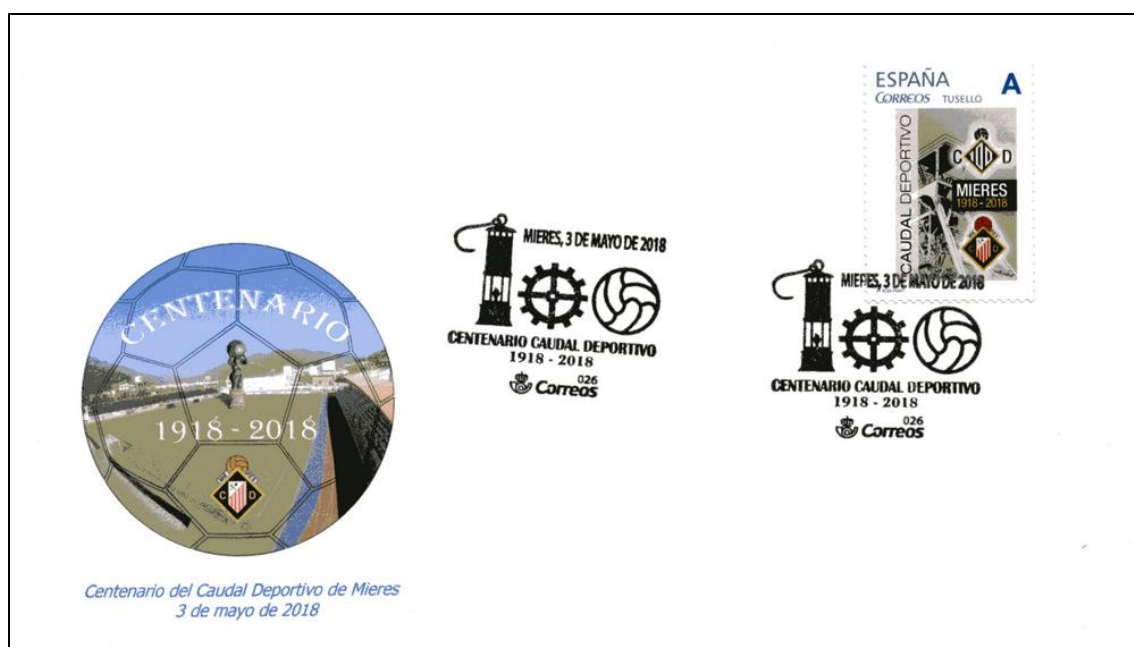 ESPAÑA A
CORREOS TUSELLO
CAUDAL DEPORTIVO
C 100 D
MIERES
1918 - 2018
C D
MIERES, 3 DE MAYO DE 2018
CENTENARIO CAUDAL DEPORTIVO
1918 - 2018
026
Correos
MIERES, 3 DE MAYO DE 2018
CENTENARIO CAUDAL DEPORTIVO
1918 - 2018
026
Correos
CENTENARIO
1918 - 2018
C D
Centenario del Caudal Deportivo de Mieres
3 de mayo de 2018